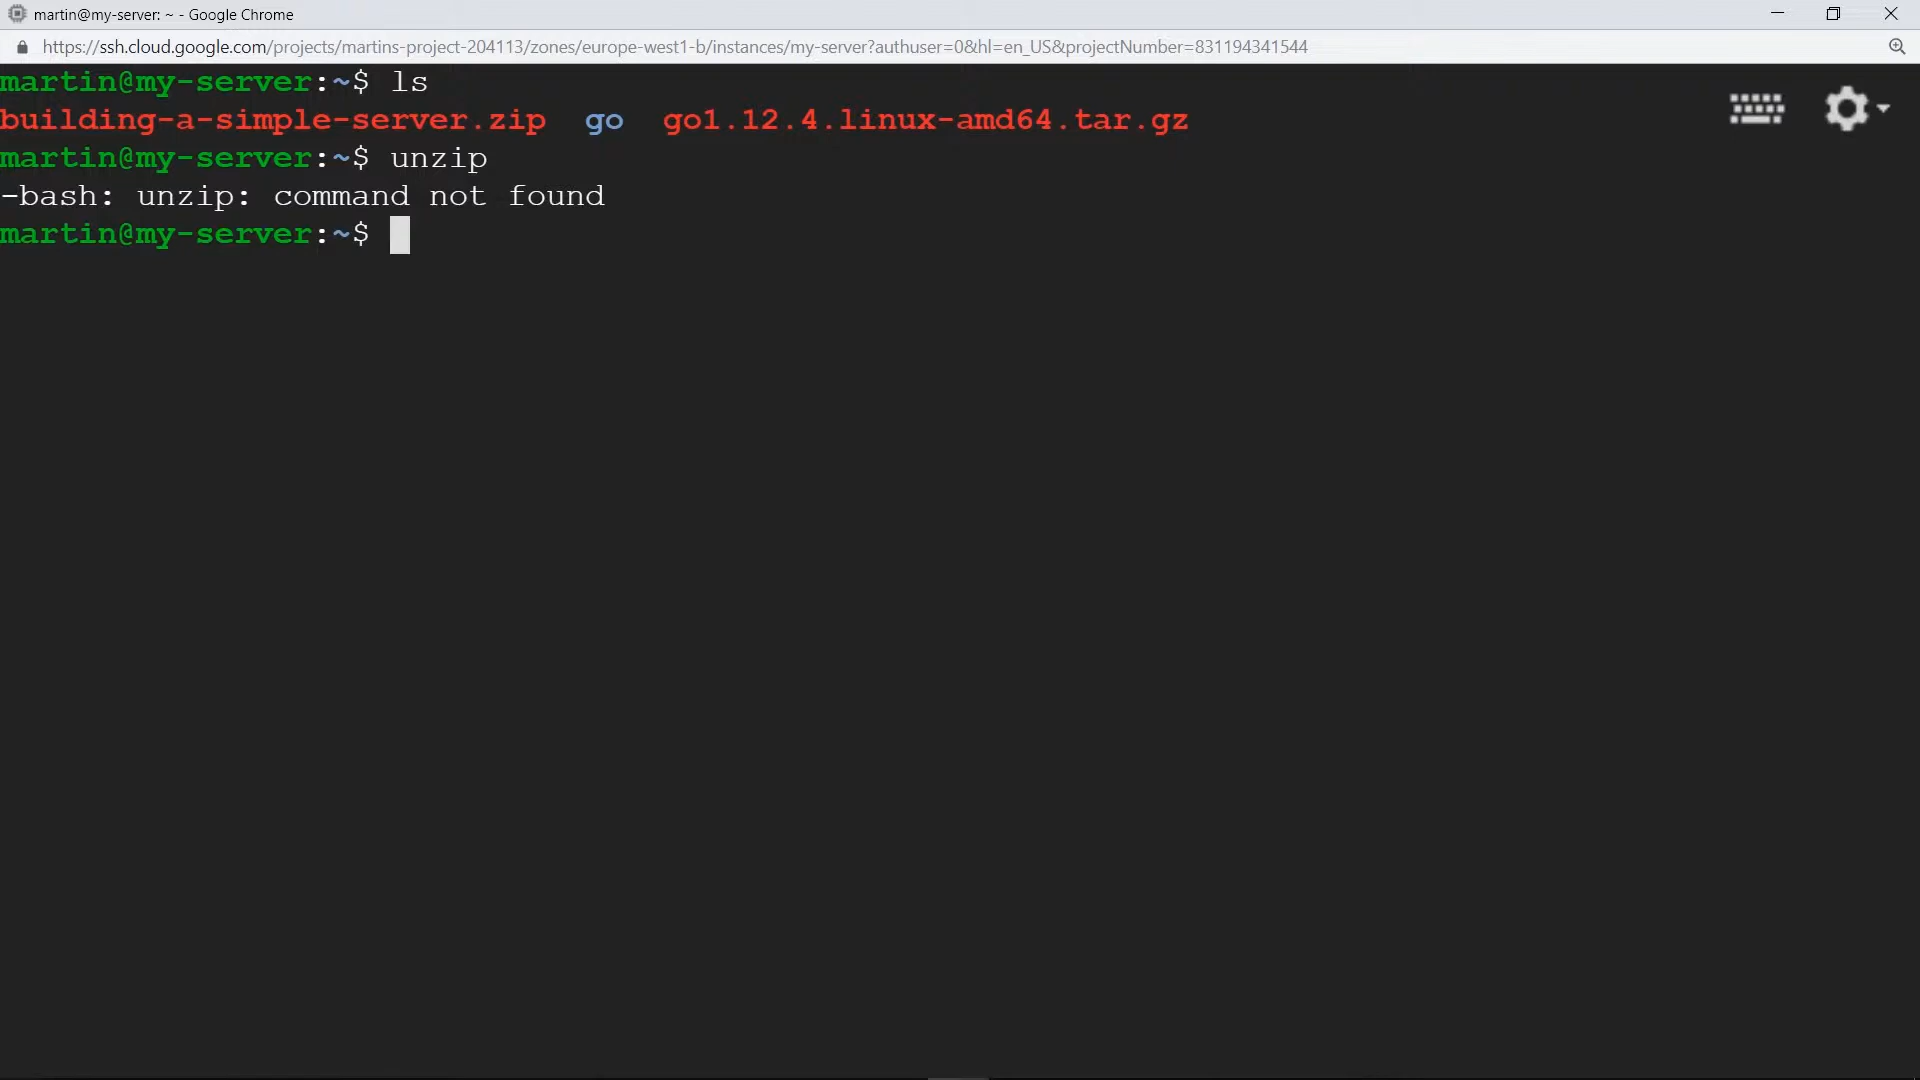 martin@my-server: ~ - Google Chrome
https://ssh.cloud.google.com/projects/martins-project-204113/zones/europe-west1-b/instances/my-server?authuser=0&hl=en_US&projectNumber=831194341544
martin@my-server:~$ ls
building-a-simple-server.zip  go  go1.12.4.linux-amd64.tar.gz
martin@my-server:~$ unzip
-bash: unzip: command not found
martin@my-server:~$